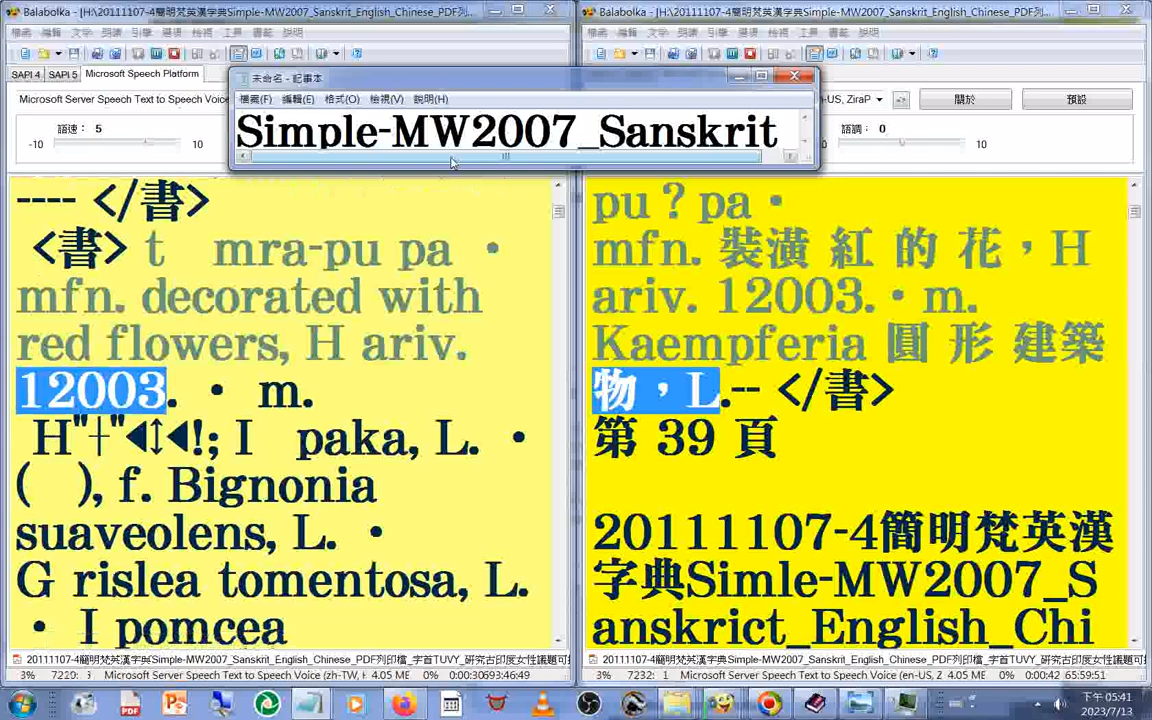 Balabolka - [H:\20111107-4簡明梵英漢字典Simple-MW2007_Sanskrit_English_Chinese_PDF列...
Balabolka - [H:\20111107-4簡明梵英漢字典Simple-MW2007_Sanskrit_English_Chinese_PDF列...
SAPI 4 SAPI 5 Microsoft Speech Platform
未命名 - 記事本
檔案(F) 編輯(E) 格式(O) 檢視(V) 說明(H)
Simple-MW2007_Sanskrit
Microsoft Server Speech Text to Speech Voice
n-US, ZiraP 關於 預設
語速： 5
-10 10
語調： 0
10
---- </書>
<書> t mra-pu pa •
mfn. decorated with
red flowers, H ariv.
12003. • m.
H"┼"◀↕◀!; I paka, L. •
( ), f. Bignonia
suaveolens, L. •
G rislea tomentosa, L.
• I pomcea
pu？pa •
mfn. 裝潢 紅 的 花，H
ariv. 12003. • m.
Kaempferia 圓 形 建築
物，L.-- </書>
第 39 頁
20111107-4簡明梵英漢
字典Simle-MW2007_S
anskrict_English_Chi
20111107-4簡明梵英漢字典Simple-MW2007_Sanskrit_English_Chinese_PDF列印檔_字首TUVY_研究古印度女性議題可
20111107-4簡明梵英漢字典Simple-MW2007_Sanskrit_English_Chinese_PDF列印檔_字首TUVY_研究古印度女性議題可
3% 7220: 3 Microsoft Server Speech Text to Speech Voice (zh-TW, H 4.05 ME 0:00:30693:46:49
3% 7232: 1 Microsoft Server Speech Text to Speech Voice (en-US, Z 4.05 ME 0:00:42 65:59:51
下午 05:41
2023/7/13